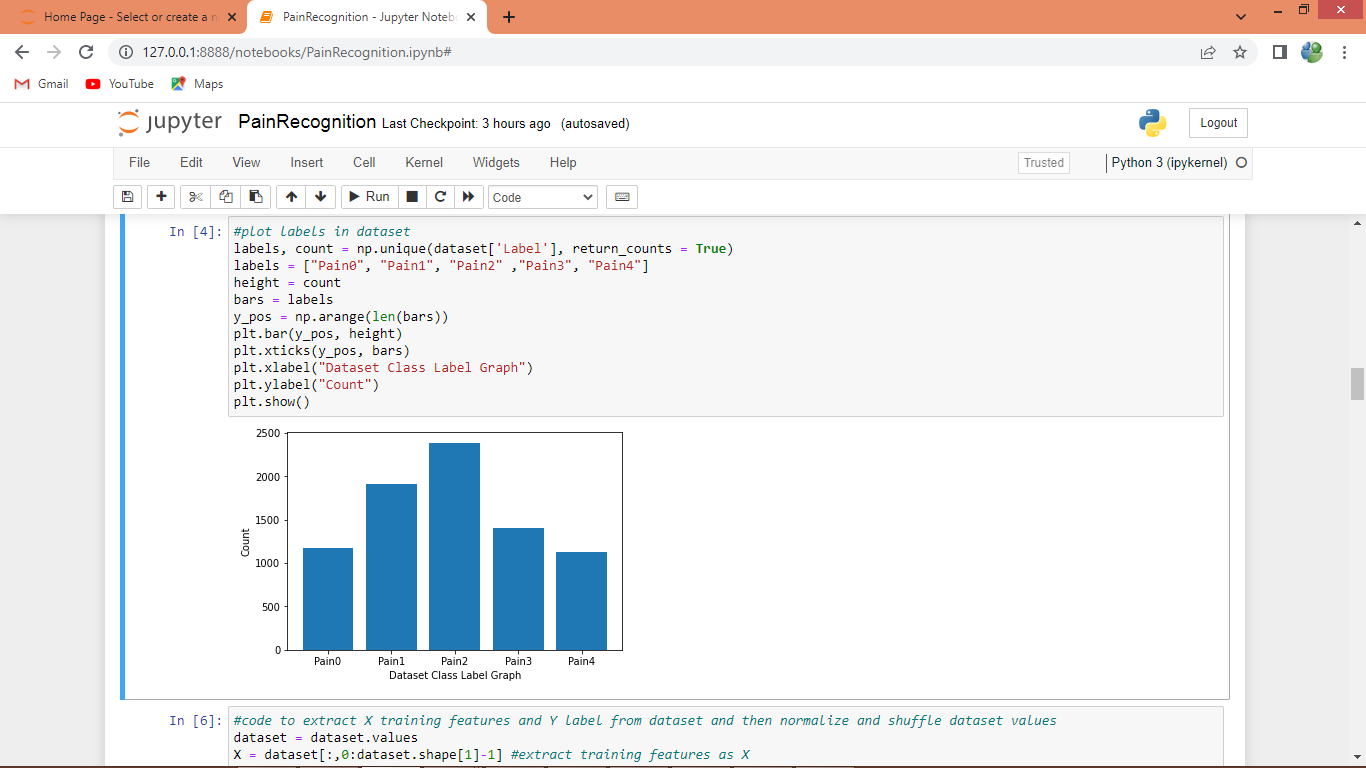 Home Page - Select or create a n
PainRecognition - Jupyter Notebo
127.0.0.1:8888/notebooks/PainRecognition.ipynb#
Gmail
YouTube
Maps
jupyter
PainRecognition Last Checkpoint: 3 hours ago (autosaved)
Logout
File Edit View Insert Cell Kernel Widgets Help
Trusted
Python 3 (ipykernel)
Run
Code
In [4]:
#plot labels in dataset
labels, count = np.unique(dataset['Label'], return_counts = True)
labels = ["Pain0", "Pain1", "Pain2" ,"Pain3", "Pain4"]
height = count
bars = labels
y_pos = np.arange(len(bars))
plt.bar(y_pos, height)
plt.xticks(y_pos, bars)
plt.xlabel("Dataset Class Label Graph")
plt.ylabel("Count")
plt.show()
2500
2000
1500
1000
500
0
Count
Pain0 Pain1 Pain2 Pain3 Pain4
Dataset Class Label Graph
In [6]:
#code to extract X training features and Y label from dataset and then normalize and shuffle dataset values
dataset = dataset.values
X = dataset[:,0:dataset.shape[1]-1] #extract training features as X